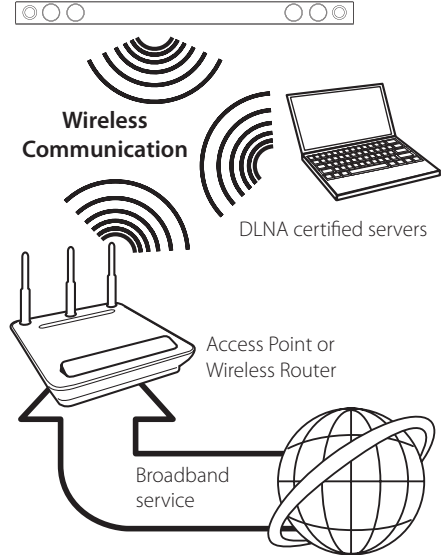 Wireless
Communication
DLNA certified servers
Access Point or
Wireless Router
Broadband
service